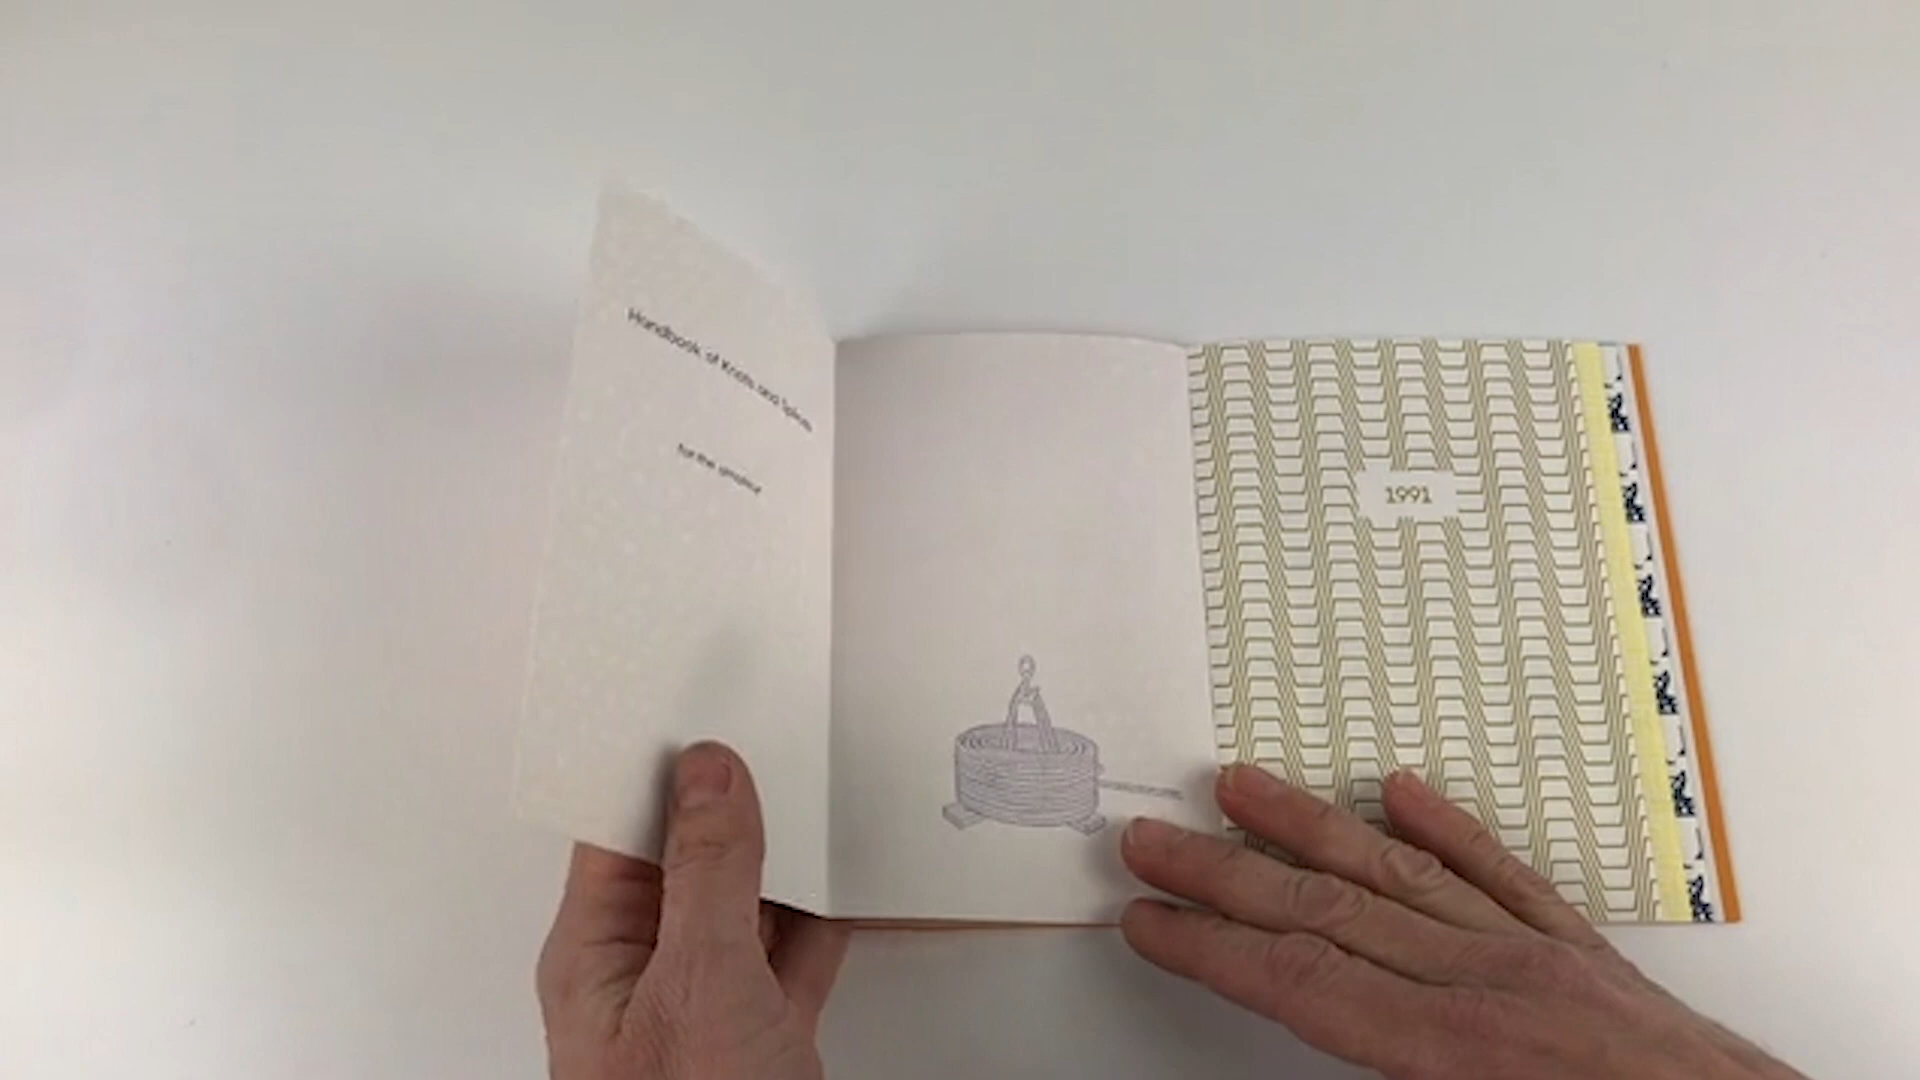 Handbook of Knots and Splices
for the amateur
1991